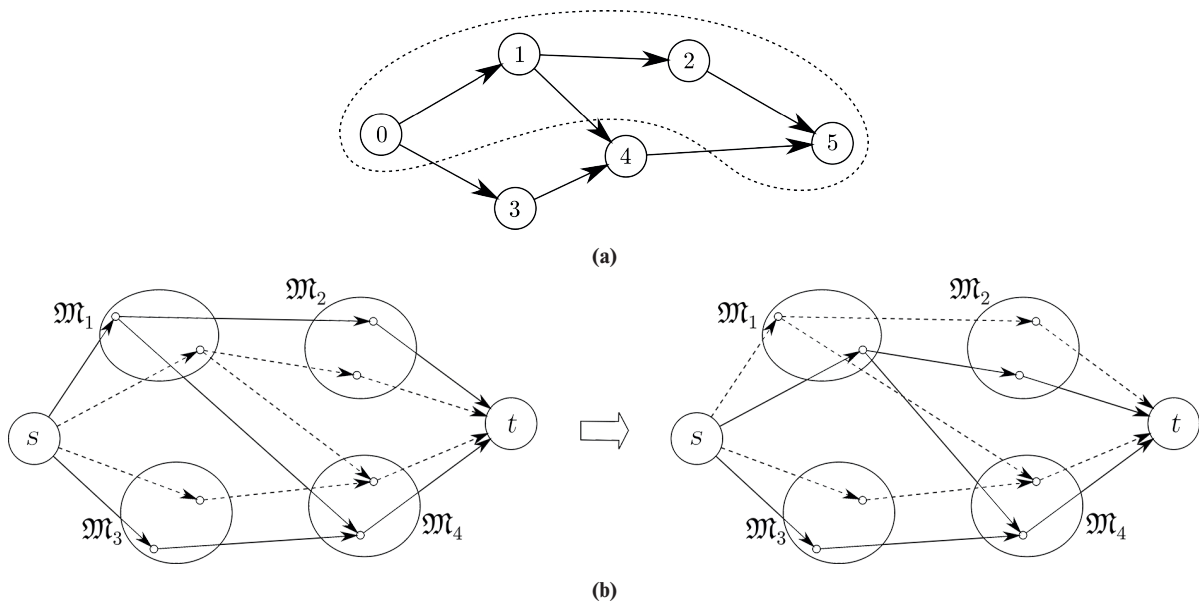 1
2
0
5
4
3
(a)
𝔐₁ 𝔐₂ 𝔐₁ 𝔐₂
s t s t
𝔐₃ 𝔐₄ 𝔐₃ 𝔐₄
(b)